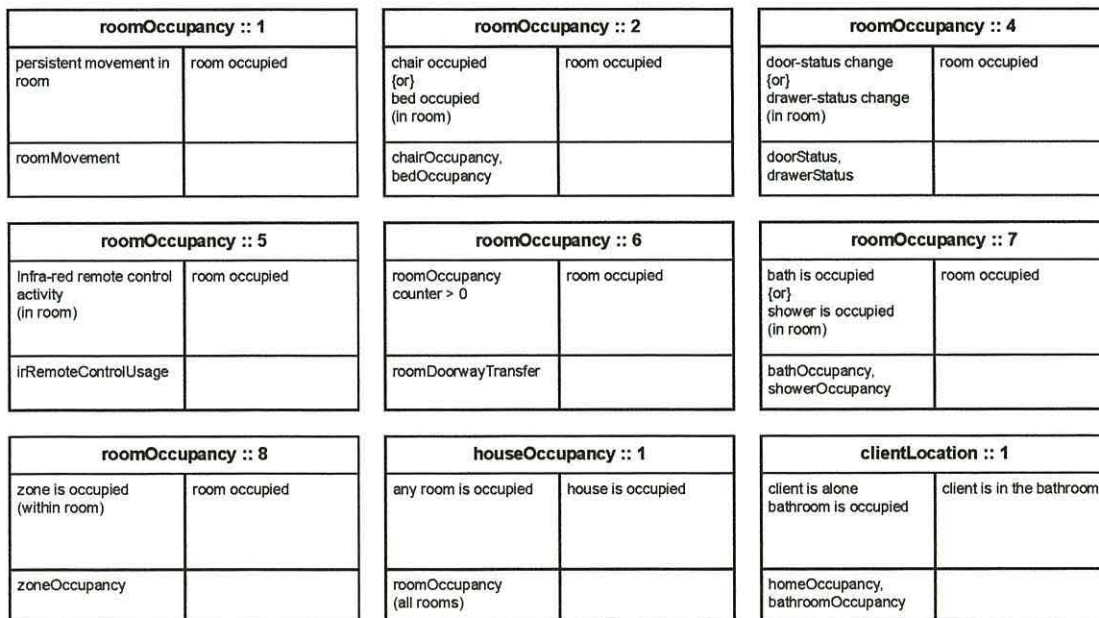 roomOccupancy :: 1
persistent movement in
room
room occupied
roomMovement
roomOccupancy :: 2
chair occupied
{or}
bed occupied
(in room)
room occupied
chairOccupancy,
bedOccupancy
roomOccupancy :: 4
door-status change
{or}
drawer-status change
(in room)
room occupied
doorStatus,
drawerStatus
roomOccupancy :: 5
Infra-red remote control
activity
(in room)
room occupied
irRemoteControlUsage
roomOccupancy :: 6
roomOccupancy
counter > 0
room occupied
roomDoorwayTransfer
roomOccupancy :: 7
bath is occupied
{or}
shower is occupied
(in room)
room occupied
bathOccupancy,
showerOccupancy
roomOccupancy :: 8
zone is occupied
(within room)
room occupied
zoneOccupancy
houseOccupancy :: 1
any room is occupied
house is occupied
roomOccupancy
(all rooms)
clientLocation :: 1
client is alone
bathroom is occupied
client is in the bathroom
homeOccupancy,
bathroomOccupancy